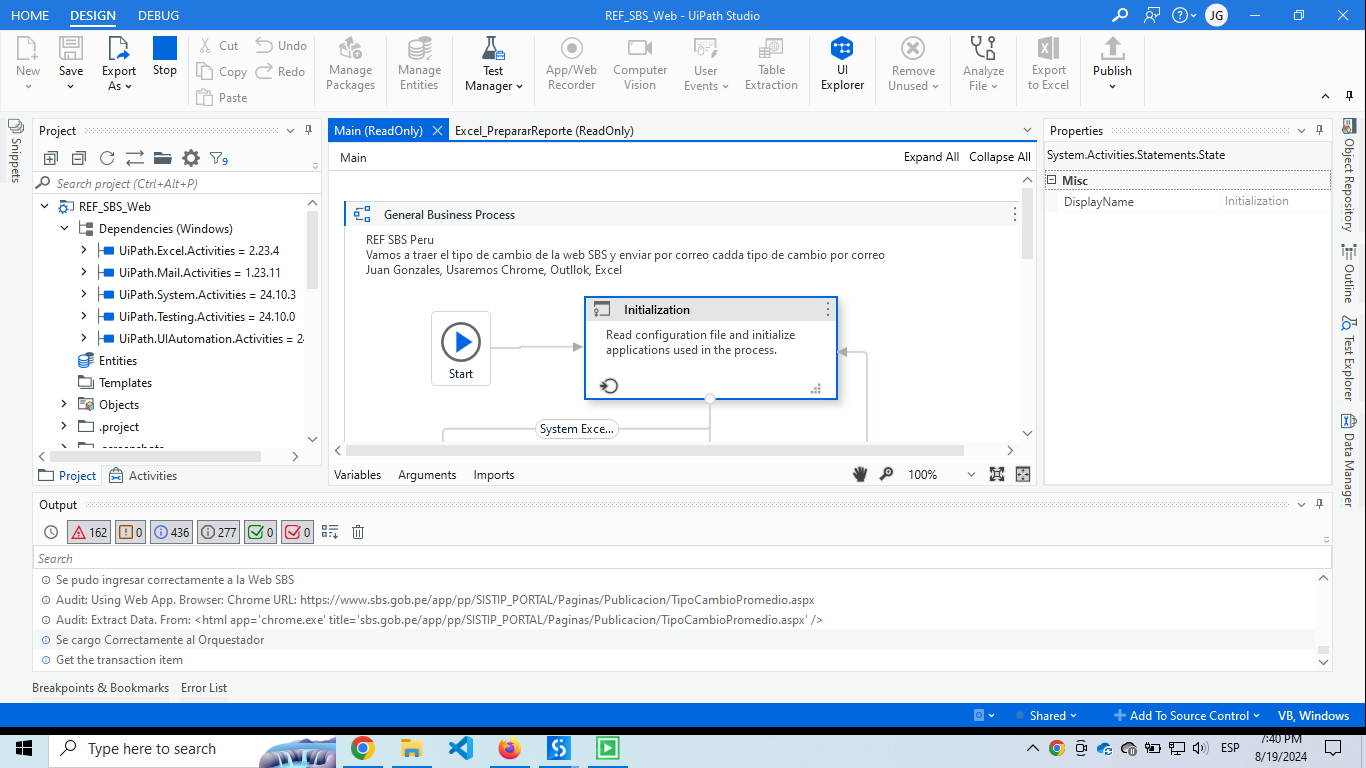 HOME DESIGN DEBUG REF_SBS_Web - UiPath Studio JG
New Save Export As Stop Cut Copy Paste Undo Redo Manage Packages Manage Entities Test Manager App/Web Recorder Computer Vision User Events Table Extraction UI Explorer Remove Unused Analyze File Export to Excel Publish
Snippets
Project
9
Search project (Ctrl+Alt+P)
REF_SBS_Web
Dependencies (Windows)
UiPath.Excel.Activities = 2.23.4
UiPath.Mail.Activities = 1.23.11
UiPath.System.Activities = 24.10.3
UiPath.Testing.Activities = 24.10.0
UiPath.UIAutomation.Activities = 2
Entities
Templates
Objects
.project
.screenshots
Project Activities
Main (ReadOnly) Excel_PrepararReporte (ReadOnly)
Main Expand All Collapse All
General Business Process
REF SBS Peru
Vamos a traer el tipo de cambio de la web SBS y enviar por correo cadda tipo de cambio por correo
Juan Gonzales, Usaremos Chrome, Outllok, Excel
Start
Initialization
Read configuration file and initialize
applications used in the process.
System Exce...
Variables Arguments Imports 100%
Properties
System.Activities.Statements.State
Misc
DisplayName Initialization
Object Repository
Outline
Test Explorer
Data Manager
Output
162 0 436 277 0 0
Search
Se pudo ingresar correctamente a la Web SBS
Audit: Using Web App. Browser: Chrome URL: https://www.sbs.gob.pe/app/pp/SISTIP_PORTAL/Paginas/Publicacion/TipoCambioPromedio.aspx
Audit: Extract Data. From: <html app='chrome.exe' title='sbs.gob.pe/app/pp/SISTIP_PORTAL/Paginas/Publicacion/TipoCambioPromedio.aspx' />
Se cargo Correctamente al Orquestador
Get the transaction item
Breakpoints & Bookmarks Error List
Shared Add To Source Control VB, Windows
Type here to search ESP 7:40 PM
8/19/2024